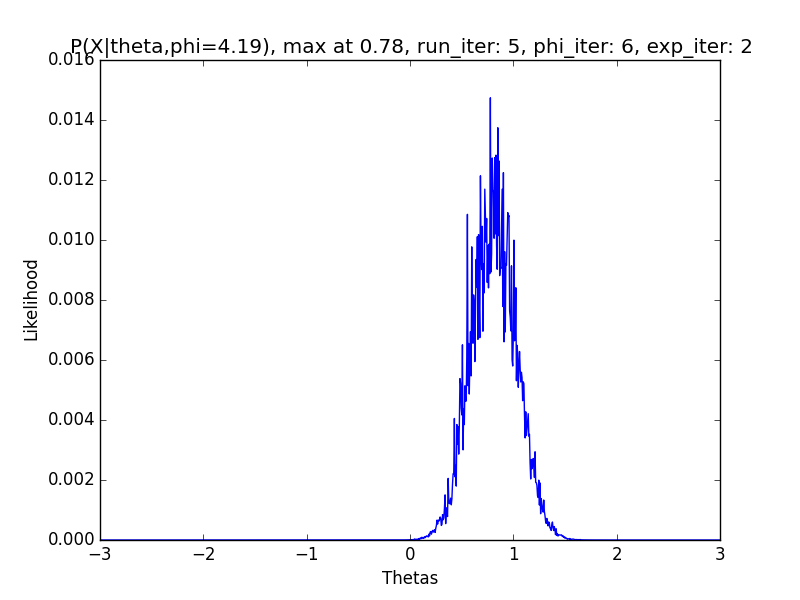 P(X|theta,phi=4.19), max at 0.78, run_iter: 5, phi_iter: 6, exp_iter: 2
0.016
0.014
0.012
0.010
0.008
0.006
0.004
0.002
0.000
Likelihood
−3 −2 −1 0 1 2 3
Thetas